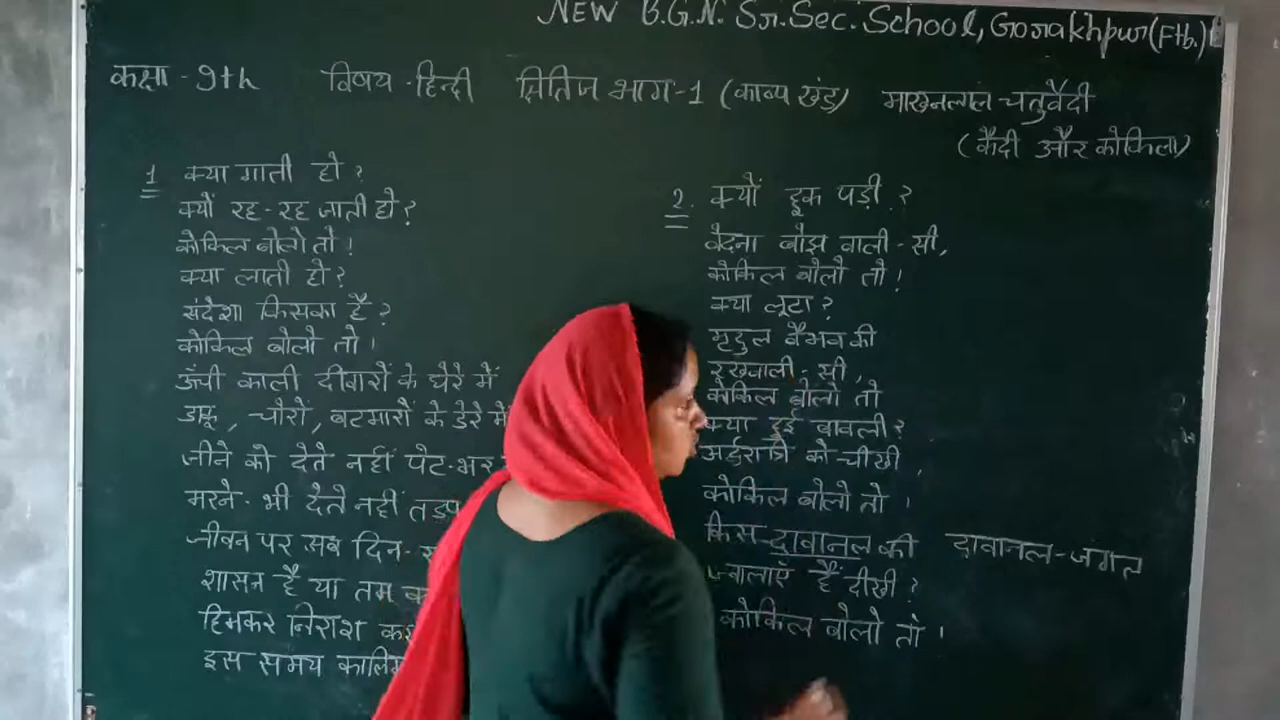 NEW B.G.N. Sr. Sec. School, Gorakhpur (Ftb.)
कक्षा - 9th विषय - हिन्दी क्षितिज भाग-1 (काव्य खंड) माखनलाल चतुर्वेदी
(कैदी और कोकिला)
1 क्या गाती हो ?
क्यों रह-रह जाती हो ?
कोकिल बोलो तो !
क्या लाती हो ?
संदेशा किसका है ?
कोकिल बोलो तो ।
ऊँची काली दीवारों के घेरे में
डाकू, चोरो, बटमारों के डेरे में
जीने को देते नहीं पेट-भर
मरने भी देते नहीं तड़प
जीवन पर अब दिन-
शासन है या तम
हिमकर निराश
इस समय
2. क्यों हूक पड़ी ?
वेदना बोझ वाली-सी,
कोकिल बोलो तो !
क्या लूटा ?
मृदुल वैभव की
रखवाली-सी,
कोकिल बोलो तो
क्या हुई बावली ?
अर्द्धरात्रि को चीखी,
कोकिल बोलो तो ।
किस दावानल की दावानल-जंगल
ज्वालाएँ हैं दीखी ?
कोकिल बोलो तो ।